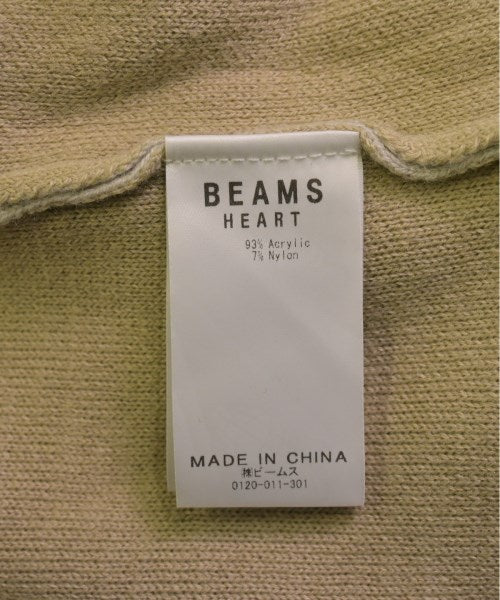 BEAMS
HEART
93% Acrylic
7% Nylon
MADE IN CHINA
㈱ビームス
0120-011-301